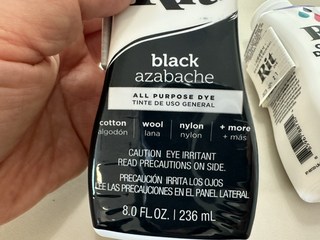 Rit
black
azabache
ALL PURPOSE DYE
TINTE DE USO GENERAL
cotton wool nylon + more
algodón lana nylon + más
CAUTION EYE IRRITANT
READ PRECAUTIONS ON SIDE.
PRECAUCIÓN IRRITA LOS OJOS
LEE LAS PRECAUCIONES EN EL PANEL LATERAL
8.0 FL.OZ. | 236 mL
Rit